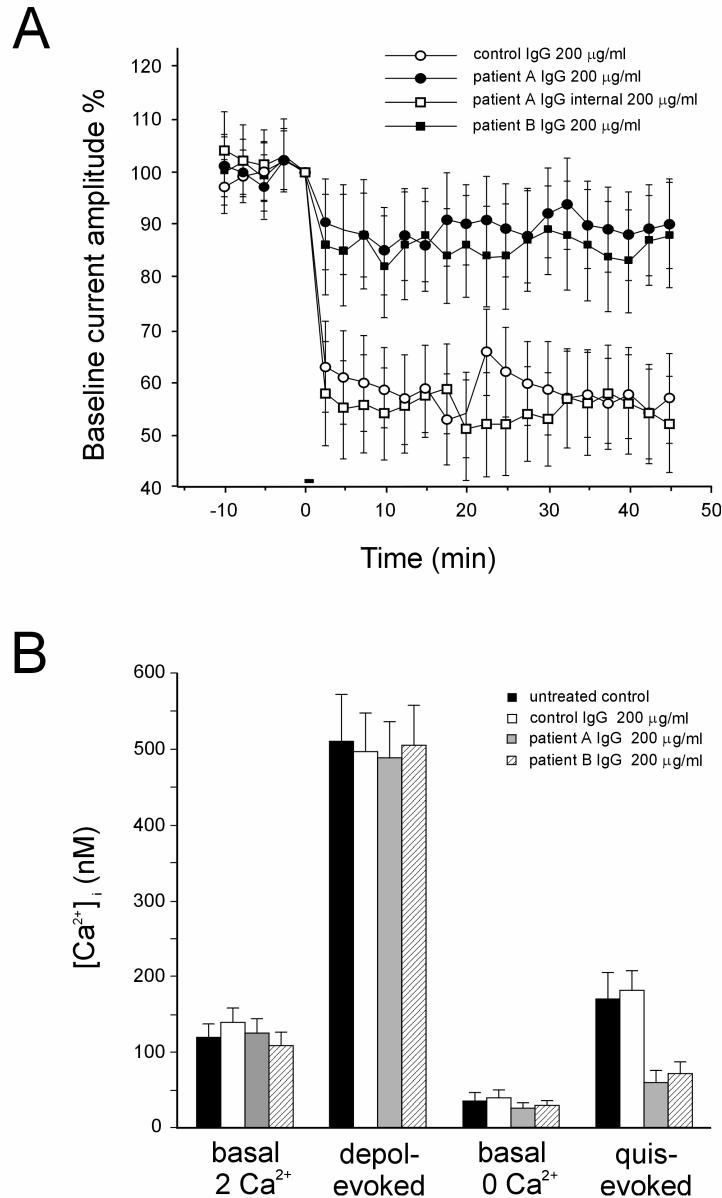 A
control IgG 200 μg/ml
patient A IgG 200 μg/ml
patient A IgG internal 200 μg/ml
patient B IgG 200 μg/ml
Baseline current amplitude %
120
110
100
90
80
70
60
50
40
-10
0
10
20
30
40
50
Time (min)
B
untreated control
control IgG 200 μg/ml
patient A IgG 200 μg/ml
patient B IgG 200 μg/ml
[Ca²⁺]ᵢ (nM)
600
500
400
300
200
100
0
basal
2 Ca²⁺
depol-
evoked
basal
0 Ca²⁺
quis-
evoked